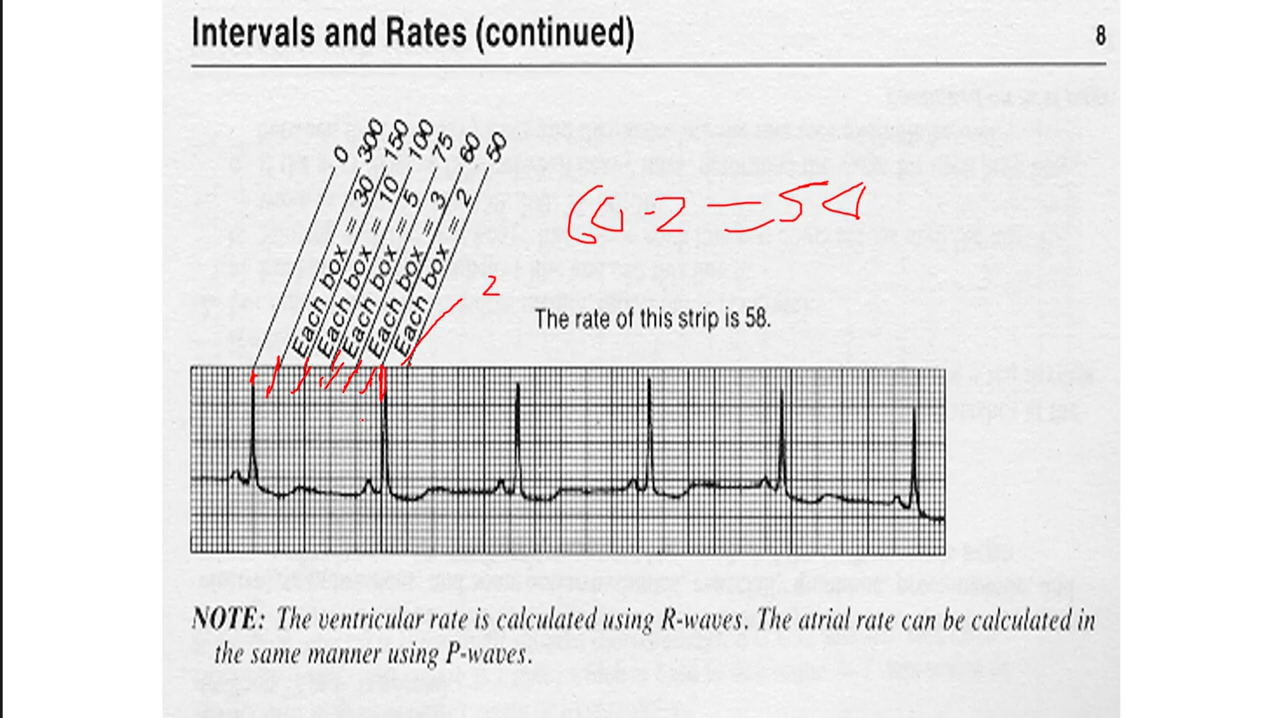 Intervals and Rates (continued) 8
0
300
150
100
75
60
50
Each box = 30
Each box = 10
Each box = 5
Each box = 3
Each box = 2
60-2=58
2
The rate of this strip is 58.
NOTE: The ventricular rate is calculated using R-waves. The atrial rate can be calculated in
the same manner using P-waves.